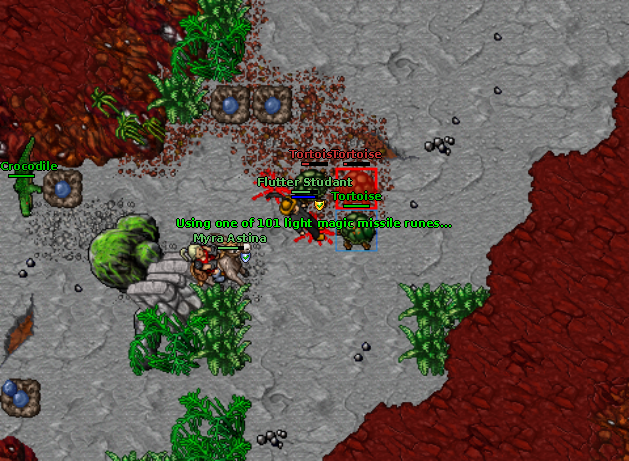 TortoisTortoise
Crocodile
Flutter Studant
Tortoise
Using one of 101 light magic missile runes...
Myra Astina